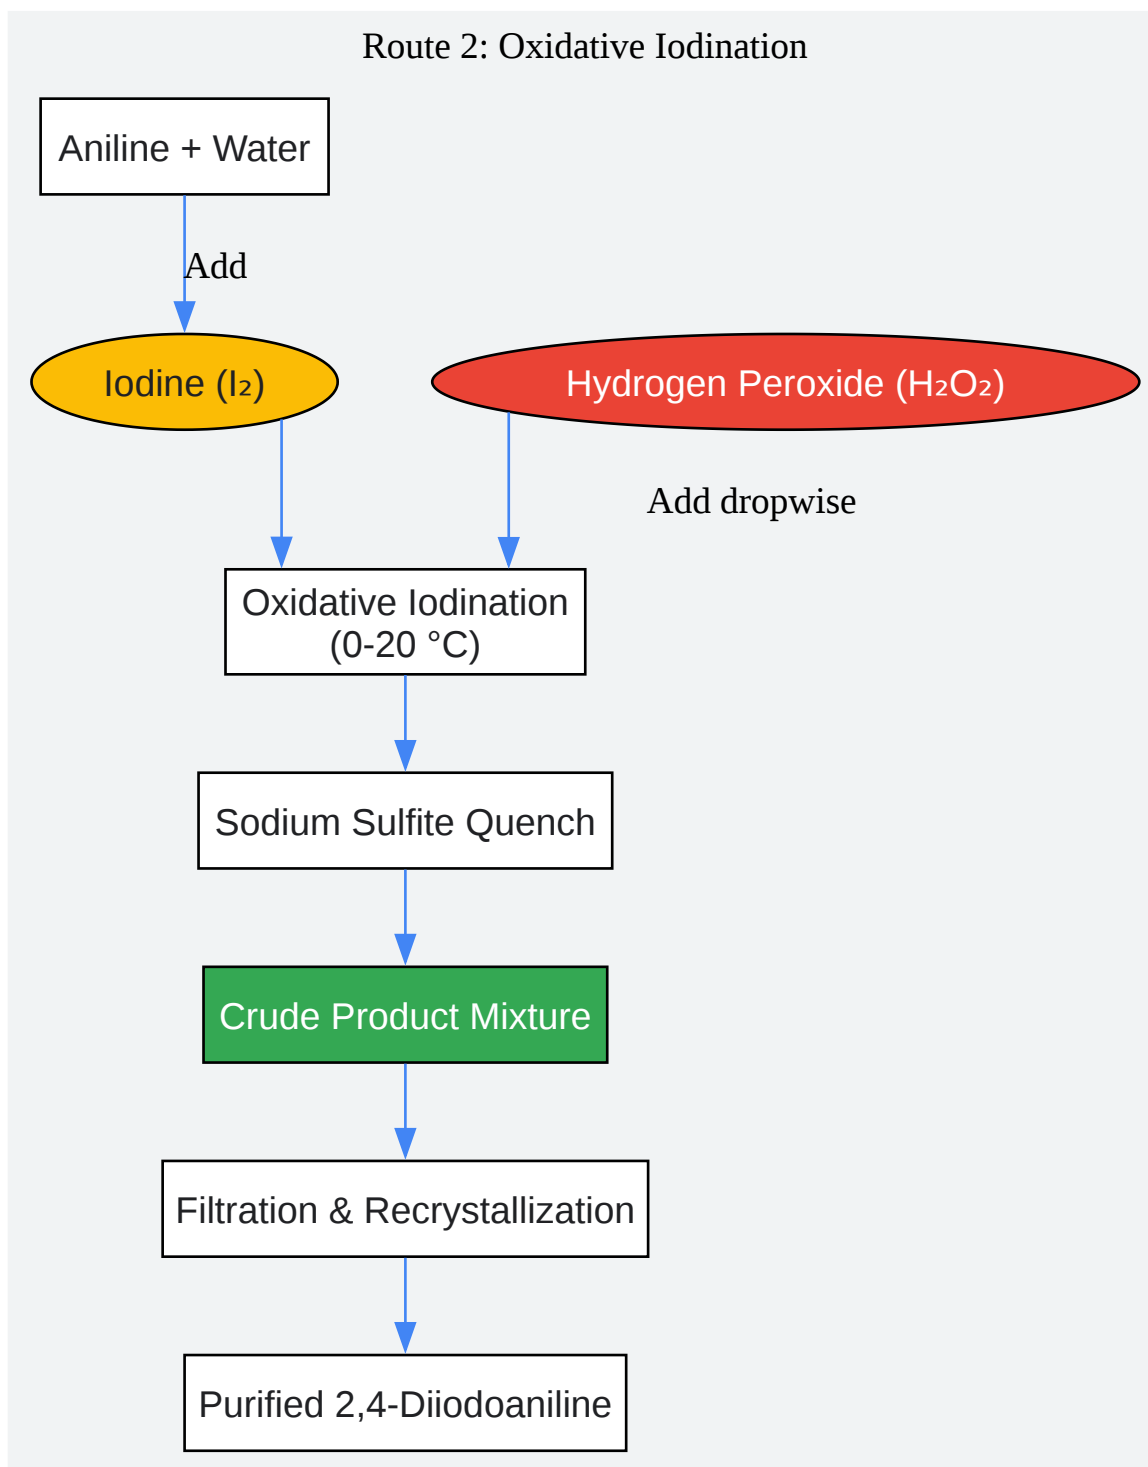 Route 2: Oxidative Iodination
Aniline + Water
Add
Iodine (I₂)
Hydrogen Peroxide (H₂O₂)
Add dropwise
Oxidative Iodination
(0-20 °C)
Sodium Sulfite Quench
Crude Product Mixture
Filtration & Recrystallization
Purified 2,4-Diiodoaniline